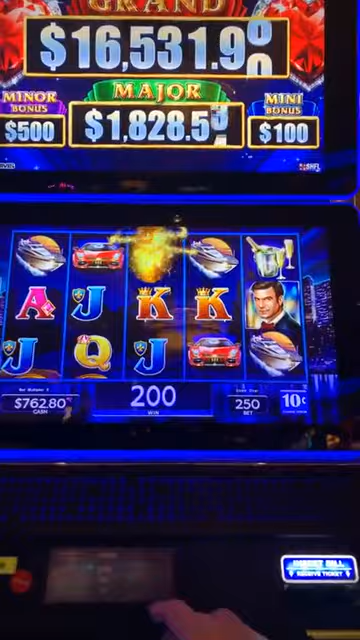 GRAND
$16,531.9
MAJOR
MINOR
BONUS
$500
$1,828.5
MINI
BONUS
$100
SHFL
A J K K
J Q J
$762.80
CASH
200
WIN
250
BET
10¢